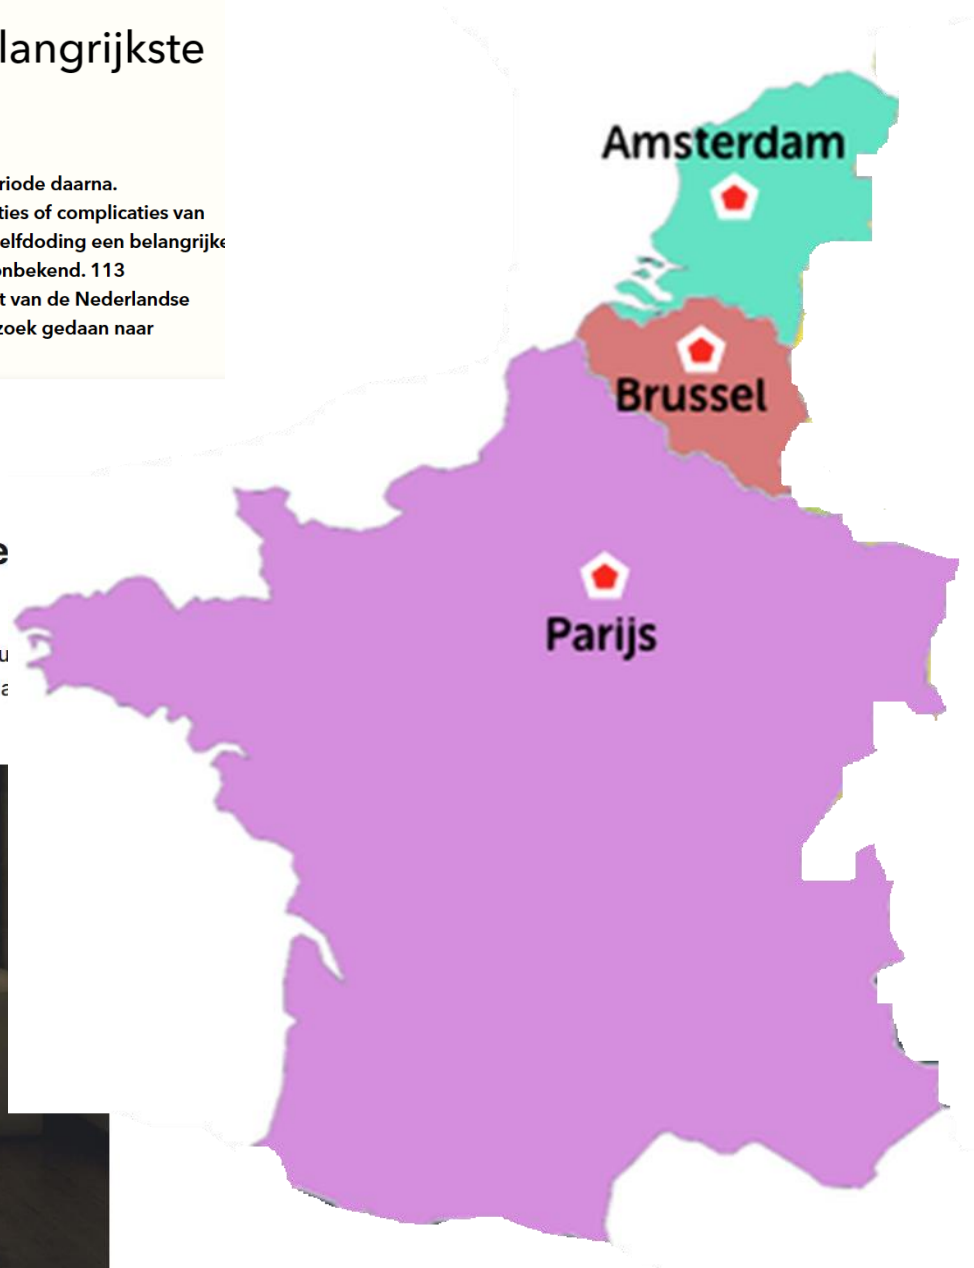 langrijkste
riode daarna.
ties of complicaties van
elfdoding een belangrijke
onbekend. 113
t van de Nederlandse
zoek gedaan naar
Amsterdam
Brussel
e
Parijs
u
a